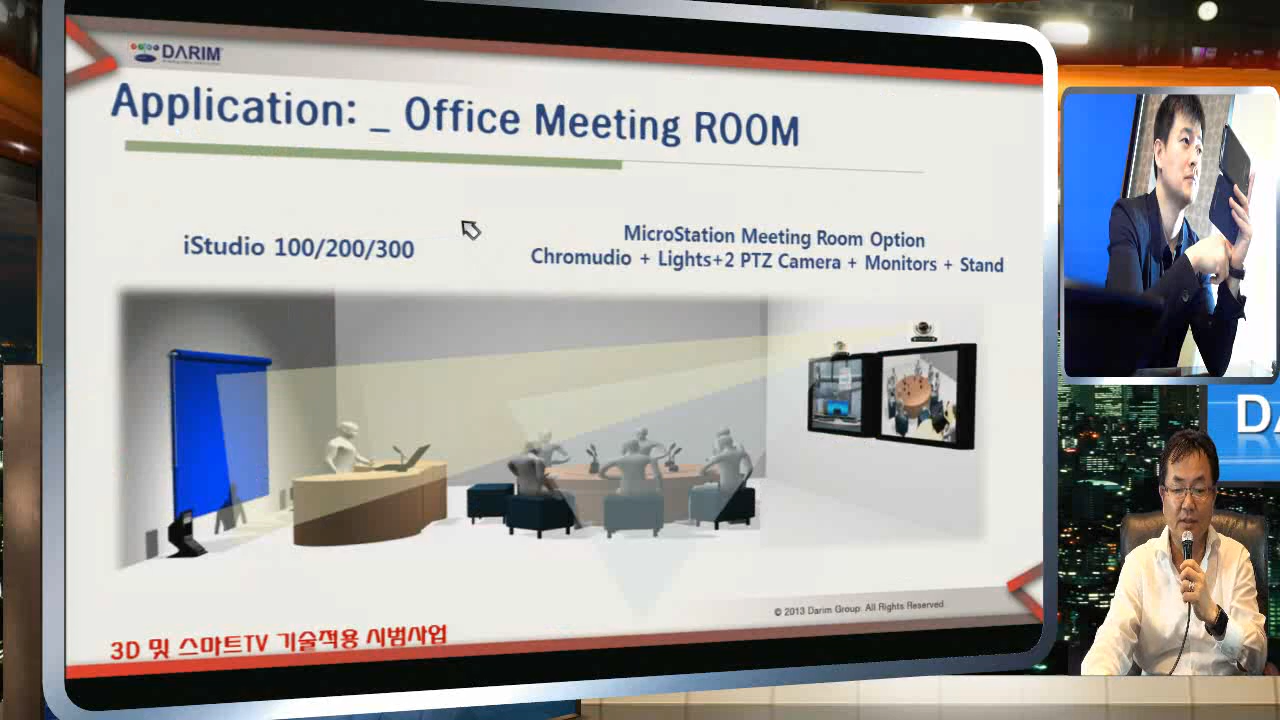 DARIM
Application: _ Office Meeting ROOM
iStudio 100/200/300
MicroStation Meeting Room Option
Chromudio + Lights+2 PTZ Camera + Monitors + Stand
© 2013 Darim Group. All Rights Reserved
3D 및 스마트TV 기술적용 시범사업
DA